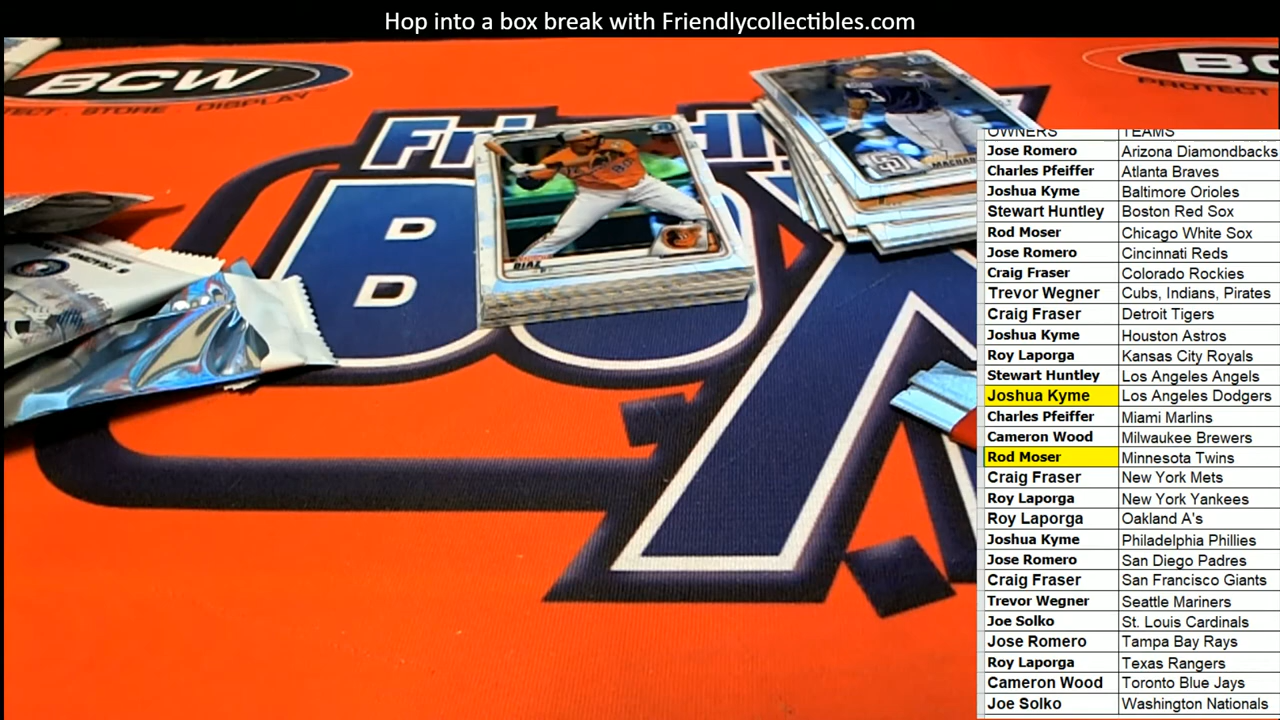 Hop into a box break with Friendlycollectibles.com
BCW
PROTECT
DISPLAY
STORE
Fri
DIAZ
MACHAD
OWNERS TEAMS
Jose Romero Arizona Diamondbacks
Charles Pfeiffer Atlanta Braves
Joshua Kyme Baltimore Orioles
Stewart Huntley Boston Red Sox
Rod Moser Chicago White Sox
Jose Romero Cincinnati Reds
Craig Fraser Colorado Rockies
Trevor Wegner Cubs, Indians, Pirates
Craig Fraser Detroit Tigers
Joshua Kyme Houston Astros
Roy Laporga Kansas City Royals
Stewart Huntley Los Angeles Angels
Joshua Kyme Los Angeles Dodgers
Charles Pfeiffer Miami Marlins
Cameron Wood Milwaukee Brewers
Rod Moser Minnesota Twins
Craig Fraser New York Mets
Roy Laporga New York Yankees
Roy Laporga Oakland A's
Joshua Kyme Philadelphia Phillies
Jose Romero San Diego Padres
Craig Fraser San Francisco Giants
Trevor Wegner Seattle Mariners
Joe Solko St. Louis Cardinals
Jose Romero Tampa Bay Rays
Roy Laporga Texas Rangers
Cameron Wood Toronto Blue Jays
Joe Solko Washington Nationals